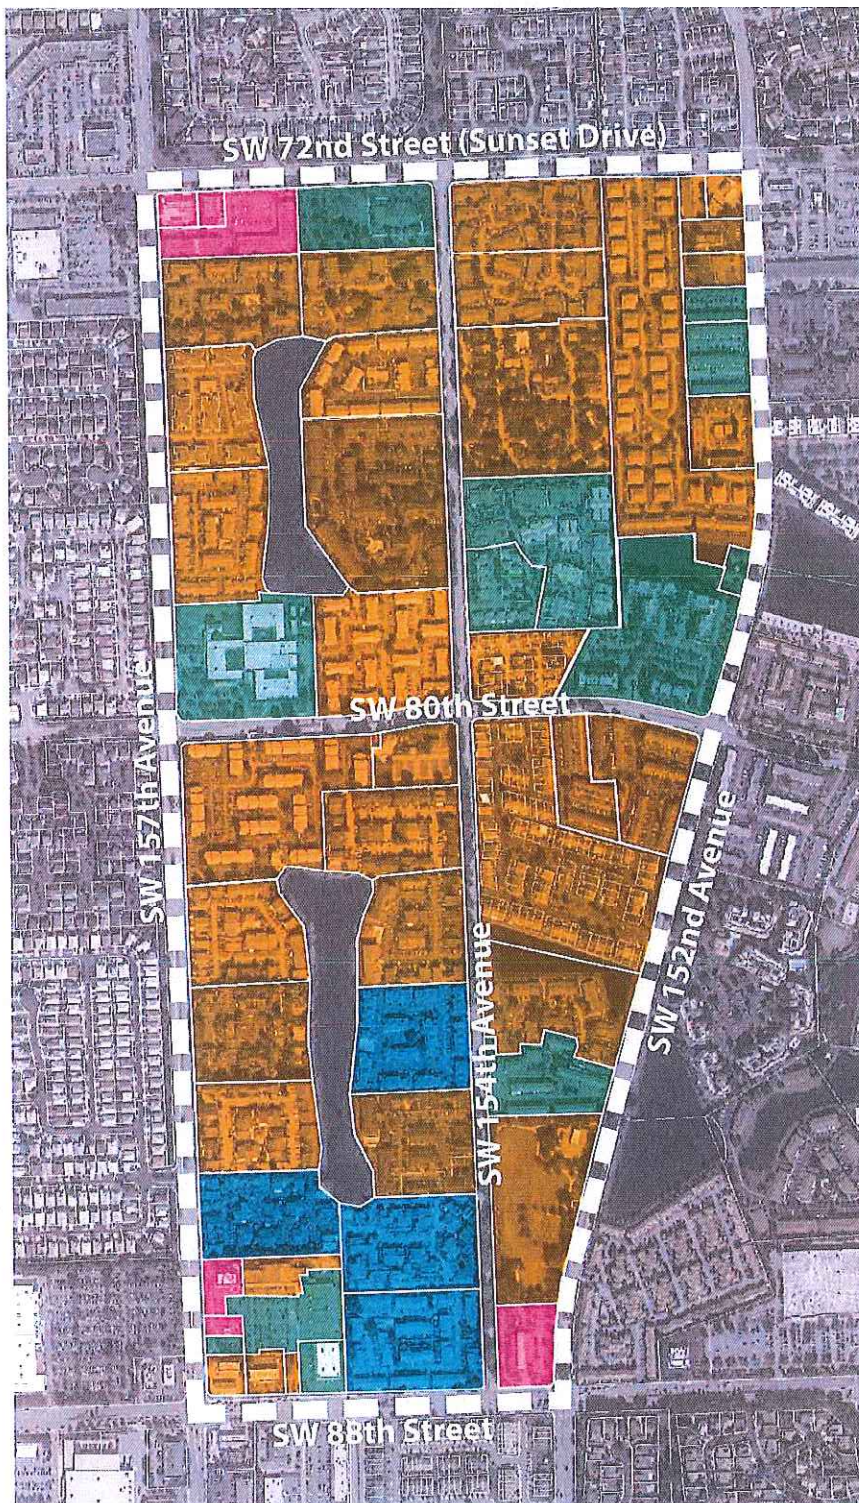 SW 72nd Street (Sunset Drive)
SW 157th Avenue
SW 80th Street
SW 152nd Avenue
SW 154th Avenue
SW 88th Street